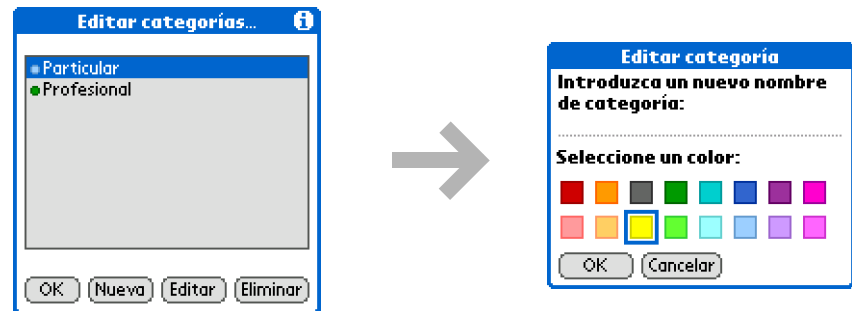 Editar categorías...
Particular
Profesional
OK
Nueva
Editar
Eliminar
Editar categoría
Introduzca un nuevo nombre
de categoría:
Seleccione un color:
OK
Cancelar